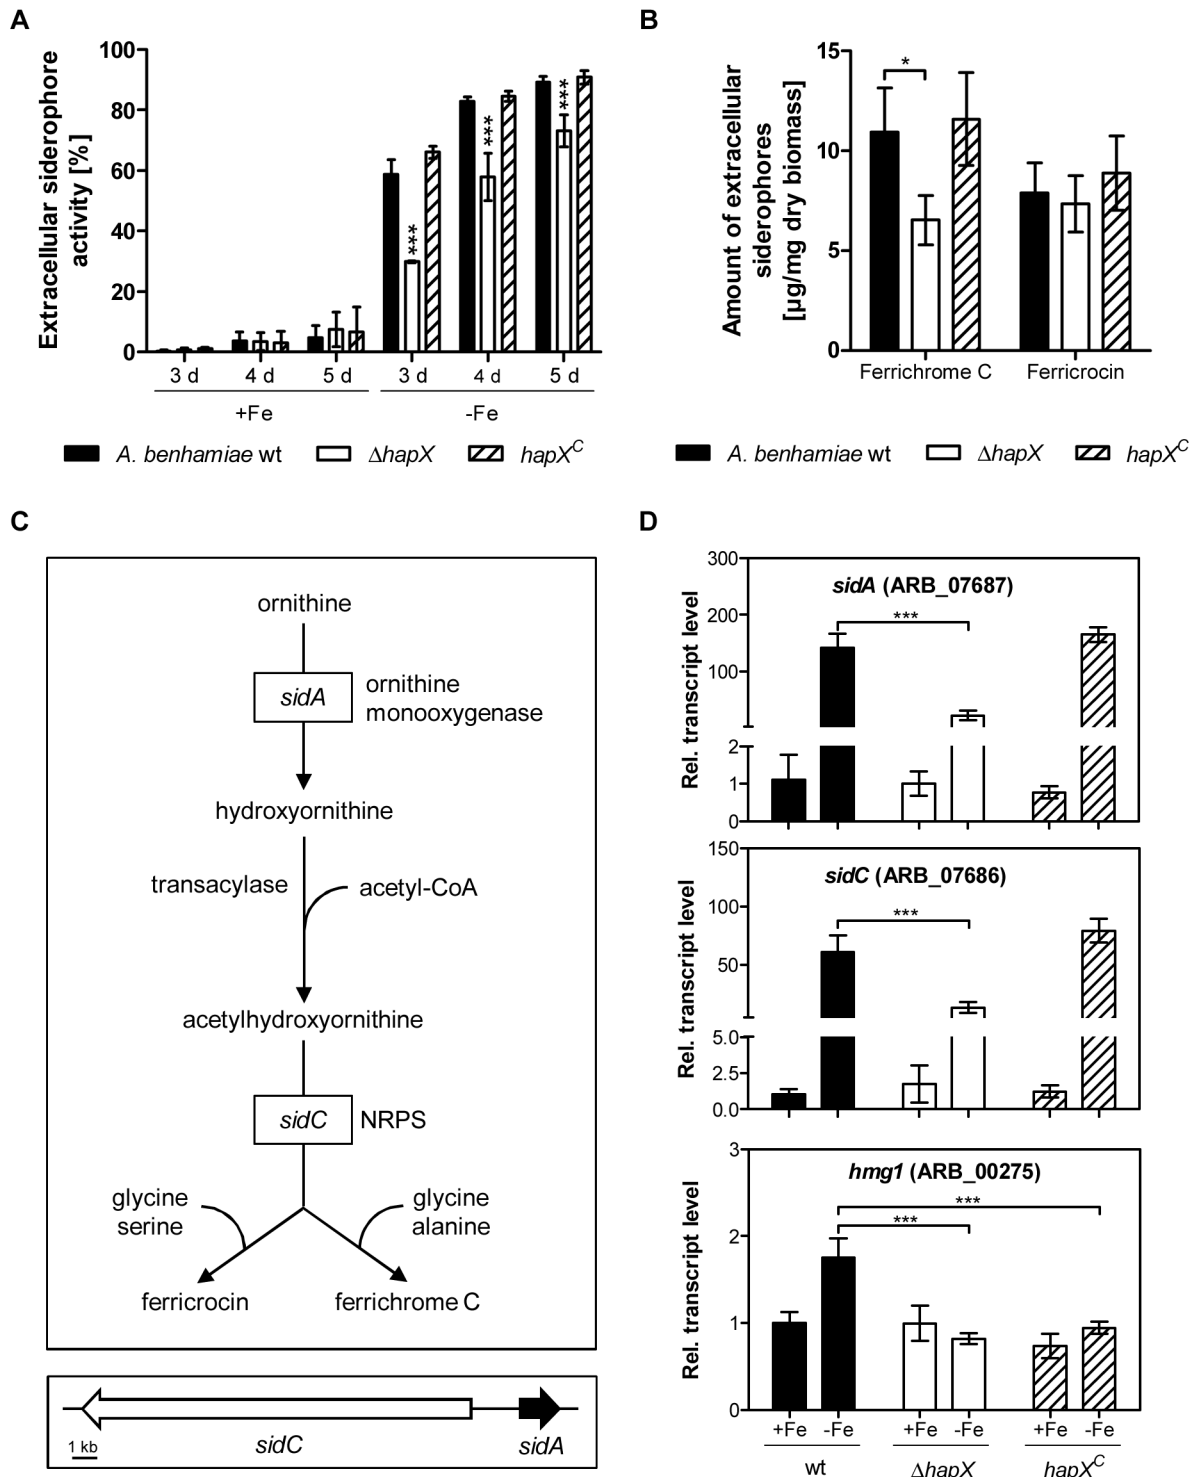 A
Extracellular siderophore
activity [%]
100
80
60
40
20
0
***
***
***
3 d 4 d 5 d 3 d 4 d 5 d
+Fe -Fe
A. benhamiae wt ΔhapX hapX^C
B
Amount of extracellular
siderophores
[µg/mg dry biomass]
15
10
5
0
*
Ferrichrome C Ferricrocin
A. benhamiae wt ΔhapX hapX^C
C
ornithine
sidA
ornithine
monooxygenase
hydroxyornithine
transacylase acetyl-CoA
acetylhydroxyornithine
sidC NRPS
glycine
serine
glycine
alanine
ferricrocin ferrichrome C
1 kb
sidC sidA
D
Rel. transcript level
300
200
100
2
1
0
sidA (ARB_07687)
***
Rel. transcript level
150
100
50
5.0
2.5
0.0
sidC (ARB_07686)
***
Rel. transcript level
3
2
1
0
hmg1 (ARB_00275)
***
***
+Fe -Fe +Fe -Fe +Fe -Fe
wt ΔhapX hapX^C